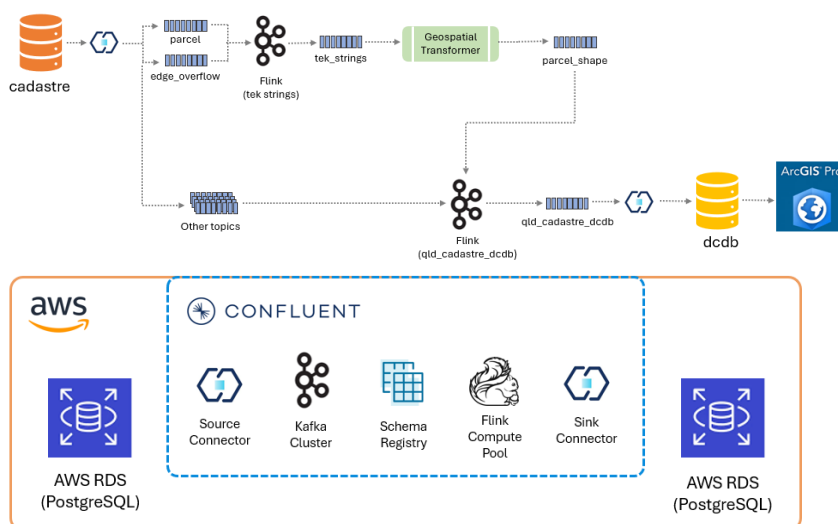 cadastre
parcel
edge_overflow
Flink
(tek strings)
tek_strings
Geospatial
Transformer
parcel_shape
Other topics
Flink
(qld_cadastre_dcdb)
qld_cadastre_dcdb
dcdb
ArcGIS Pro
aws
CONFLUENT
Source
Connector
Kafka
Cluster
Schema
Registry
Flink
Compute
Pool
Sink
Connector
AWS RDS
(PostgreSQL)
AWS RDS
(PostgreSQL)